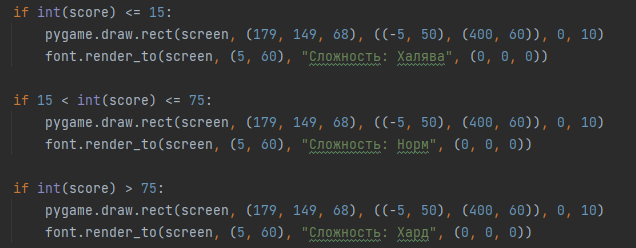 if int(score) <= 15:
    pygame.draw.rect(screen, (179, 149, 68), ((-5, 50), (400, 60)), 0, 10)
    font.render_to(screen, (5, 60), "Сложность: Халява", (0, 0, 0))
if 15 < int(score) <= 75:
    pygame.draw.rect(screen, (179, 149, 68), ((-5, 50), (400, 60)), 0, 10)
    font.render_to(screen, (5, 60), "Сложность: Норм", (0, 0, 0))
if int(score) > 75:
    pygame.draw.rect(screen, (179, 149, 68), ((-5, 50), (400, 60)), 0, 10)
    font.render_to(screen, (5, 60), "Сложность: Хард", (0, 0, 0))